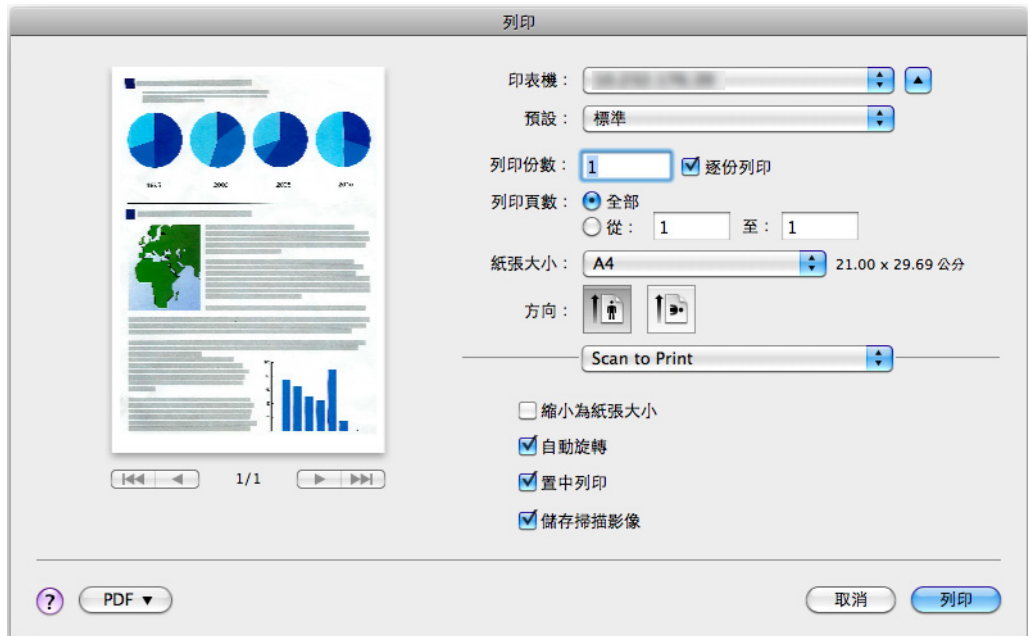 列印
印表機：
預設： 標準
列印份數： 1 逐份列印
列印頁數： 全部
從： 1 至： 1
紙張大小： A4 21.00 x 29.69 公分
方向：
Scan to Print
縮小為紙張大小
自動旋轉
置中列印
儲存掃描影像
2000
1/1
? PDF 取消 列印